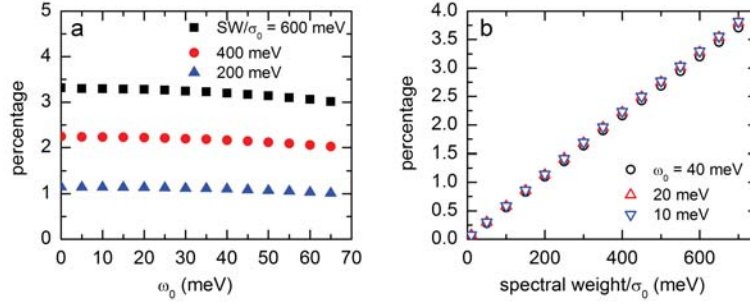 a
SW/σ₀ = 600 meV
400 meV
200 meV
percentage
5
4
3
2
1
0
0 10 20 30 40 50 60 70
ω₀ (meV)
b
percentage
4.0
3.5
3.0
2.5
2.0
1.5
1.0
0.5
0.0
ω₀ = 40 meV
20 meV
10 meV
0 200 400 600
spectral weight/σ₀